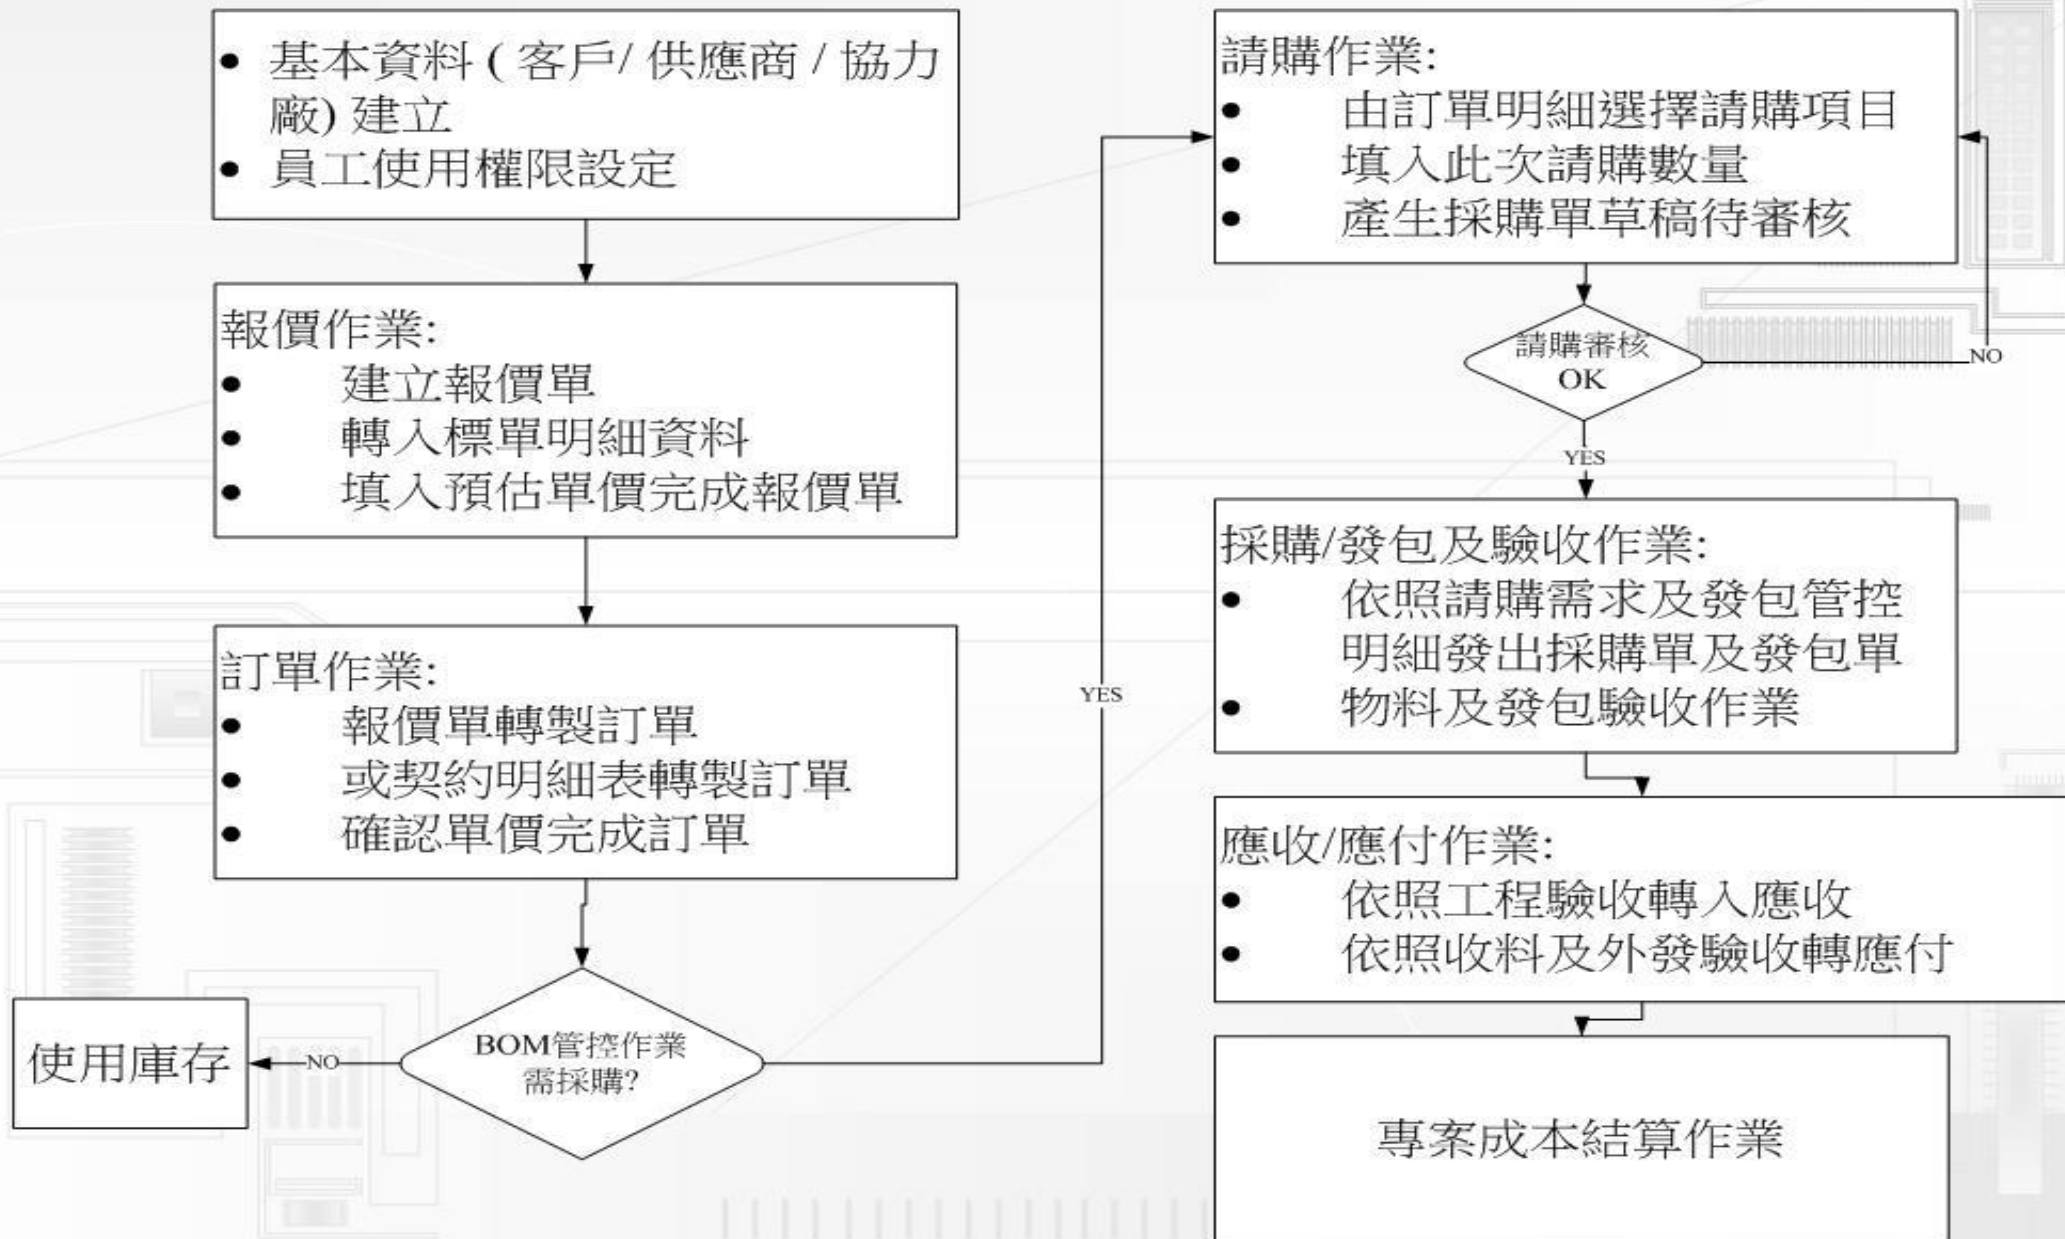 基本資料 ( 客戶/ 供應商 / 協力
廠) 建立
員工使用權限設定
報價作業:
建立報價單
轉入標單明細資料
填入預估單價完成報價單
訂單作業:
報價單轉製訂單
或契約明細表轉製訂單
確認單價完成訂單
BOM管控作業
需採購?
NO
使用庫存
YES
請購作業:
由訂單明細選擇請購項目
填入此次請購數量
產生採購單草稿待審核
請購審核
OK
NO
YES
採購/發包及驗收作業:
依照請購需求及發包管控
明細發出採購單及發包單
物料及發包驗收作業
應收/應付作業:
依照工程驗收轉入應收
依照收料及外發驗收轉應付
專案成本結算作業